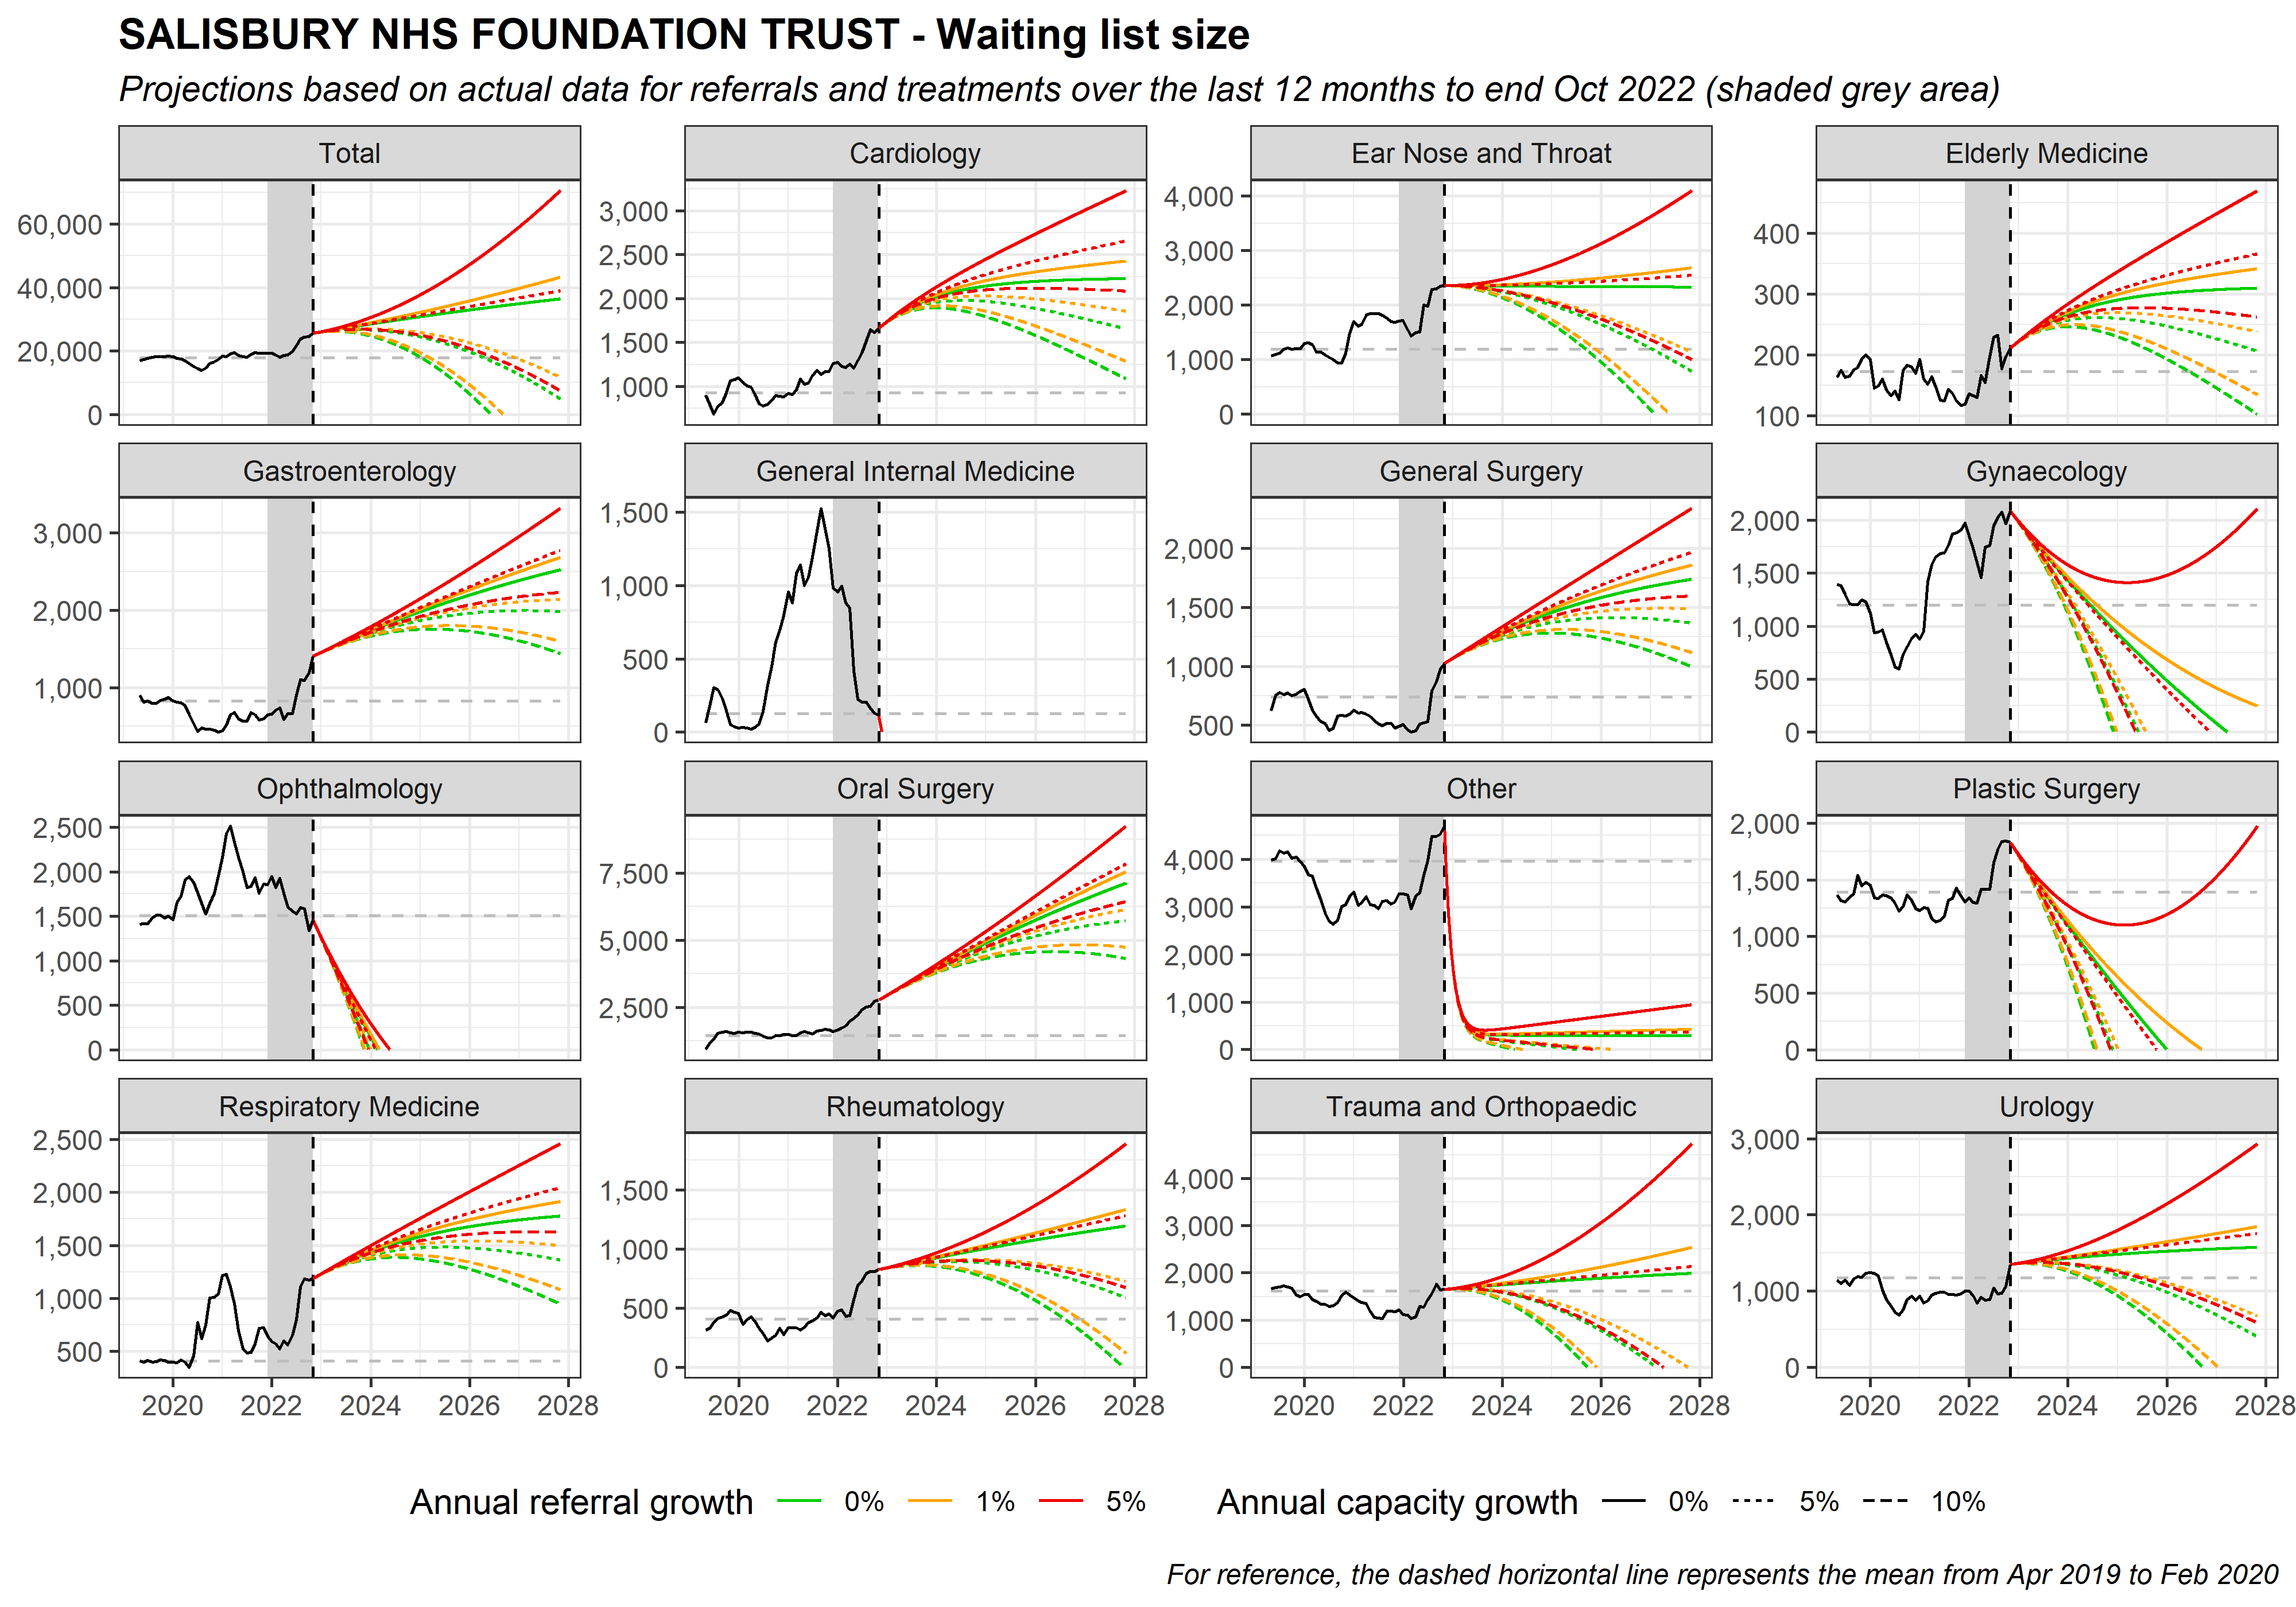 SALISBURY NHS FOUNDATION TRUST - Waiting list size
Projections based on actual data for referrals and treatments over the last 12 months to end Oct 2022 (shaded grey area)
Total
60,000
40,000
20,000
0
Cardiology
3,000
2,500
2,000
1,500
1,000
Ear Nose and Throat
4,000
3,000
2,000
1,000
0
Elderly Medicine
400
300
200
100
Gastroenterology
3,000
2,000
1,000
General Internal Medicine
1,500
1,000
500
0
General Surgery
2,000
1,500
1,000
500
Gynaecology
2,000
1,500
1,000
500
0
Ophthalmology
2,500
2,000
1,500
1,000
500
0
Oral Surgery
7,500
5,000
2,500
Other
4,000
3,000
2,000
1,000
0
Plastic Surgery
2,000
1,500
1,000
500
0
Respiratory Medicine
2,500
2,000
1,500
1,000
500
2020 2022 2024 2026 2028
Rheumatology
1,500
1,000
500
0
2020 2022 2024 2026 2028
Trauma and Orthopaedic
4,000
3,000
2,000
1,000
0
2020 2022 2024 2026 2028
Urology
3,000
2,000
1,000
0
2020 2022 2024 2026 2028
Annual referral growth 0% 1% 5% Annual capacity growth 0% 5% 10%
For reference, the dashed horizontal line represents the mean from Apr 2019 to Feb 2020